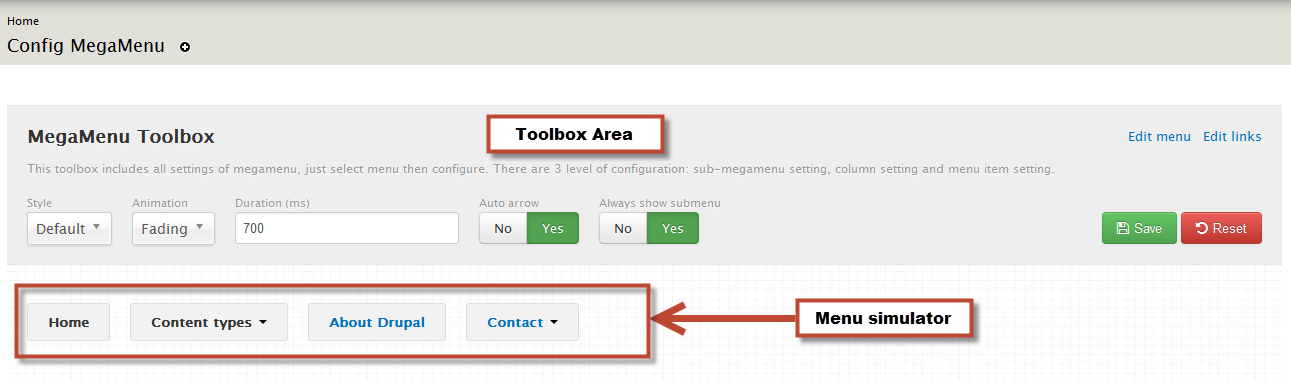 Home
Config MegaMenu
MegaMenu Toolbox
Toolbox Area
Edit menu Edit links
This toolbox includes all settings of megamenu, just select menu then configure. There are 3 level of configuration: sub-megamenu setting, column setting and menu item setting.
Style Animation Duration (ms) Auto arrow Always show submenu
Default Fading 700 No Yes No Yes Save Reset
Home Content types About Drupal Contact
Menu simulator